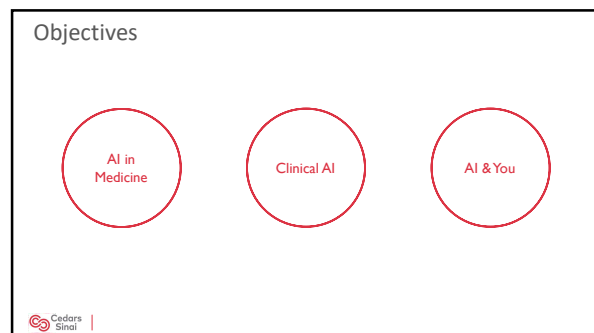 Objectives
AI in
Medicine
Clinical AI
AI & You
Cedars
Sinai